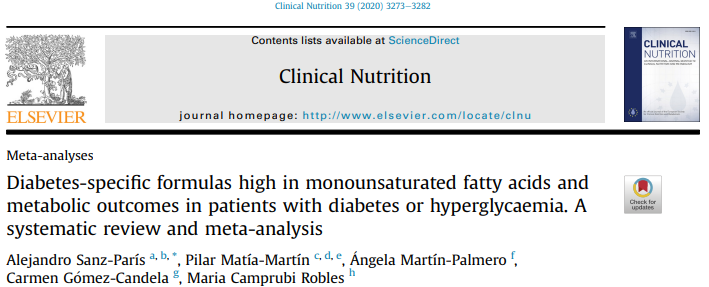 Clinical Nutrition 39 (2020) 3273–3282
Contents lists available at ScienceDirect
Clinical Nutrition
journal homepage: http://www.elsevier.com/locate/clnu
ELSEVIER
CLINICAL
NUTRITION
Meta-analyses
Diabetes-specific formulas high in monounsaturated fatty acids and
metabolic outcomes in patients with diabetes or hyperglycaemia. A
systematic review and meta-analysis
Check for
updates
Alejandro Sanz-París a, b, *, Pilar Matía-Martín c, d, e, Ángela Martín-Palmero f,
Carmen Gómez-Candela g, Maria Camprubi Robles h